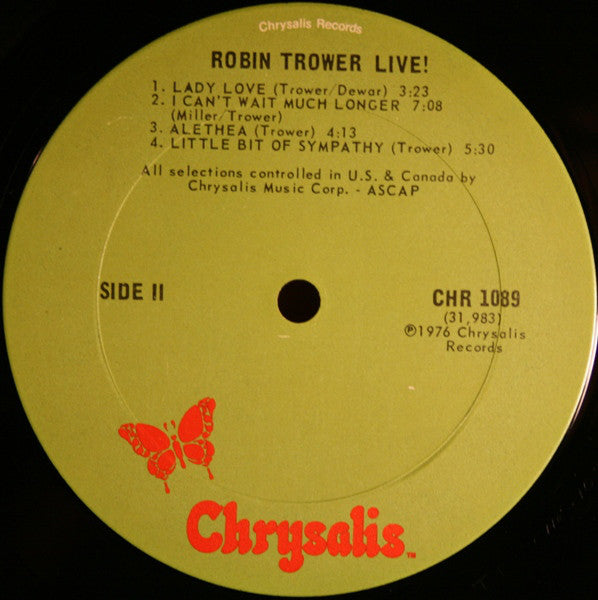 Chrysalis Records
ROBIN TROWER LIVE!
1. LADY LOVE (Trower/Dewar) 3:23
2. I CAN'T WAIT MUCH LONGER 7:08
(Miller/Trower)
3. ALETHEA (Trower) 4:13
4. LITTLE BIT OF SYMPATHY (Trower) 5:30
All selections controlled in U.S. & Canada by
Chrysalis Music Corp. - ASCAP
SIDE II
CHR 1089
(31,983)
℗1976 Chrysalis
Records
Chrysalis™